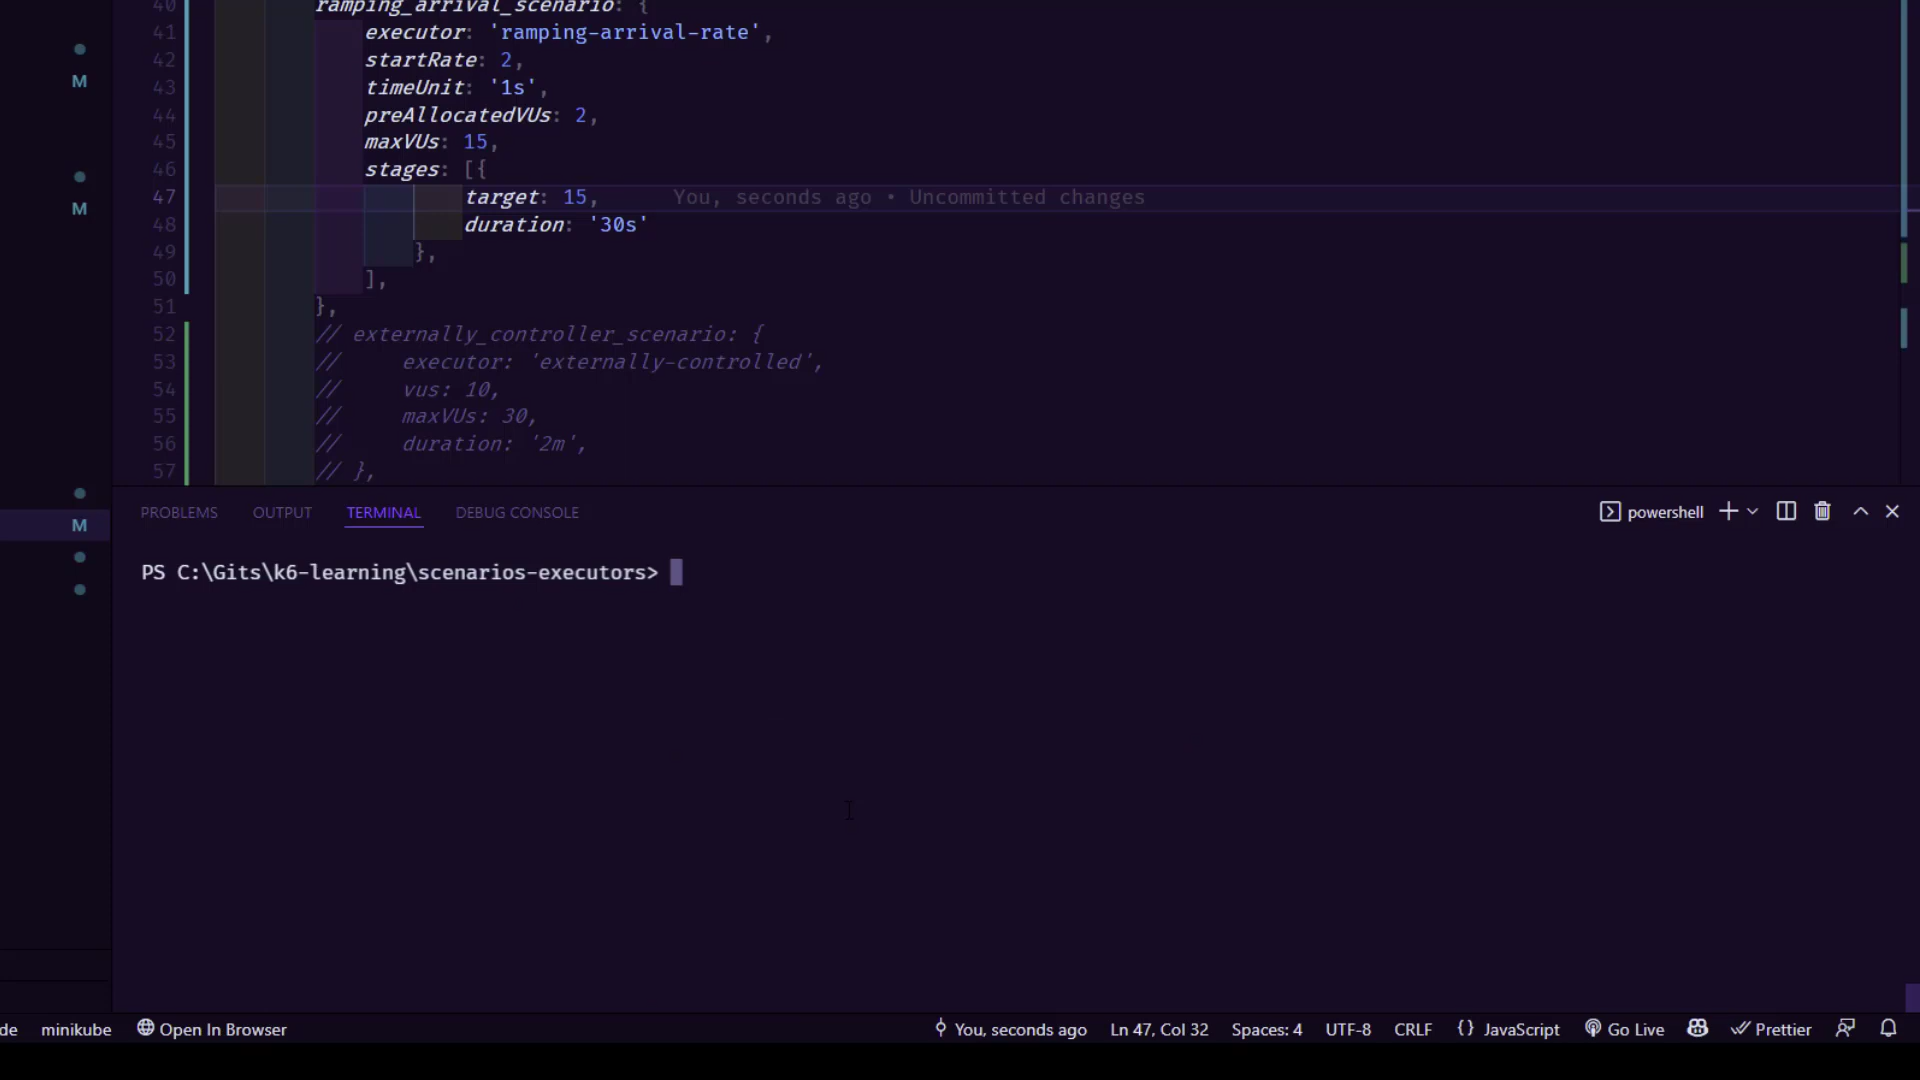 40 ramping_arrival_scenario: {
41 executor: 'ramping-arrival-rate',
42 startRate: 2,
43 timeUnit: '1s',
44 preAllocatedVUs: 2,
45 maxVUs: 15,
46 stages: [{
47 target: 15, You, seconds ago • Uncommitted changes
48 duration: '30s'
49 },
50 ],
51 },
52 // externally_controller_scenario: {
53 // executor: 'externally-controlled',
54 // vus: 10,
55 // maxVUs: 30,
56 // duration: '2m',
57 // },
M
M
M
PROBLEMS OUTPUT TERMINAL DEBUG CONSOLE powershell
PS C:\Gits\k6-learning\scenarios-executors>
de minikube Open In Browser You, seconds ago Ln 47, Col 32 Spaces: 4 UTF-8 CRLF {} JavaScript Go Live Prettier